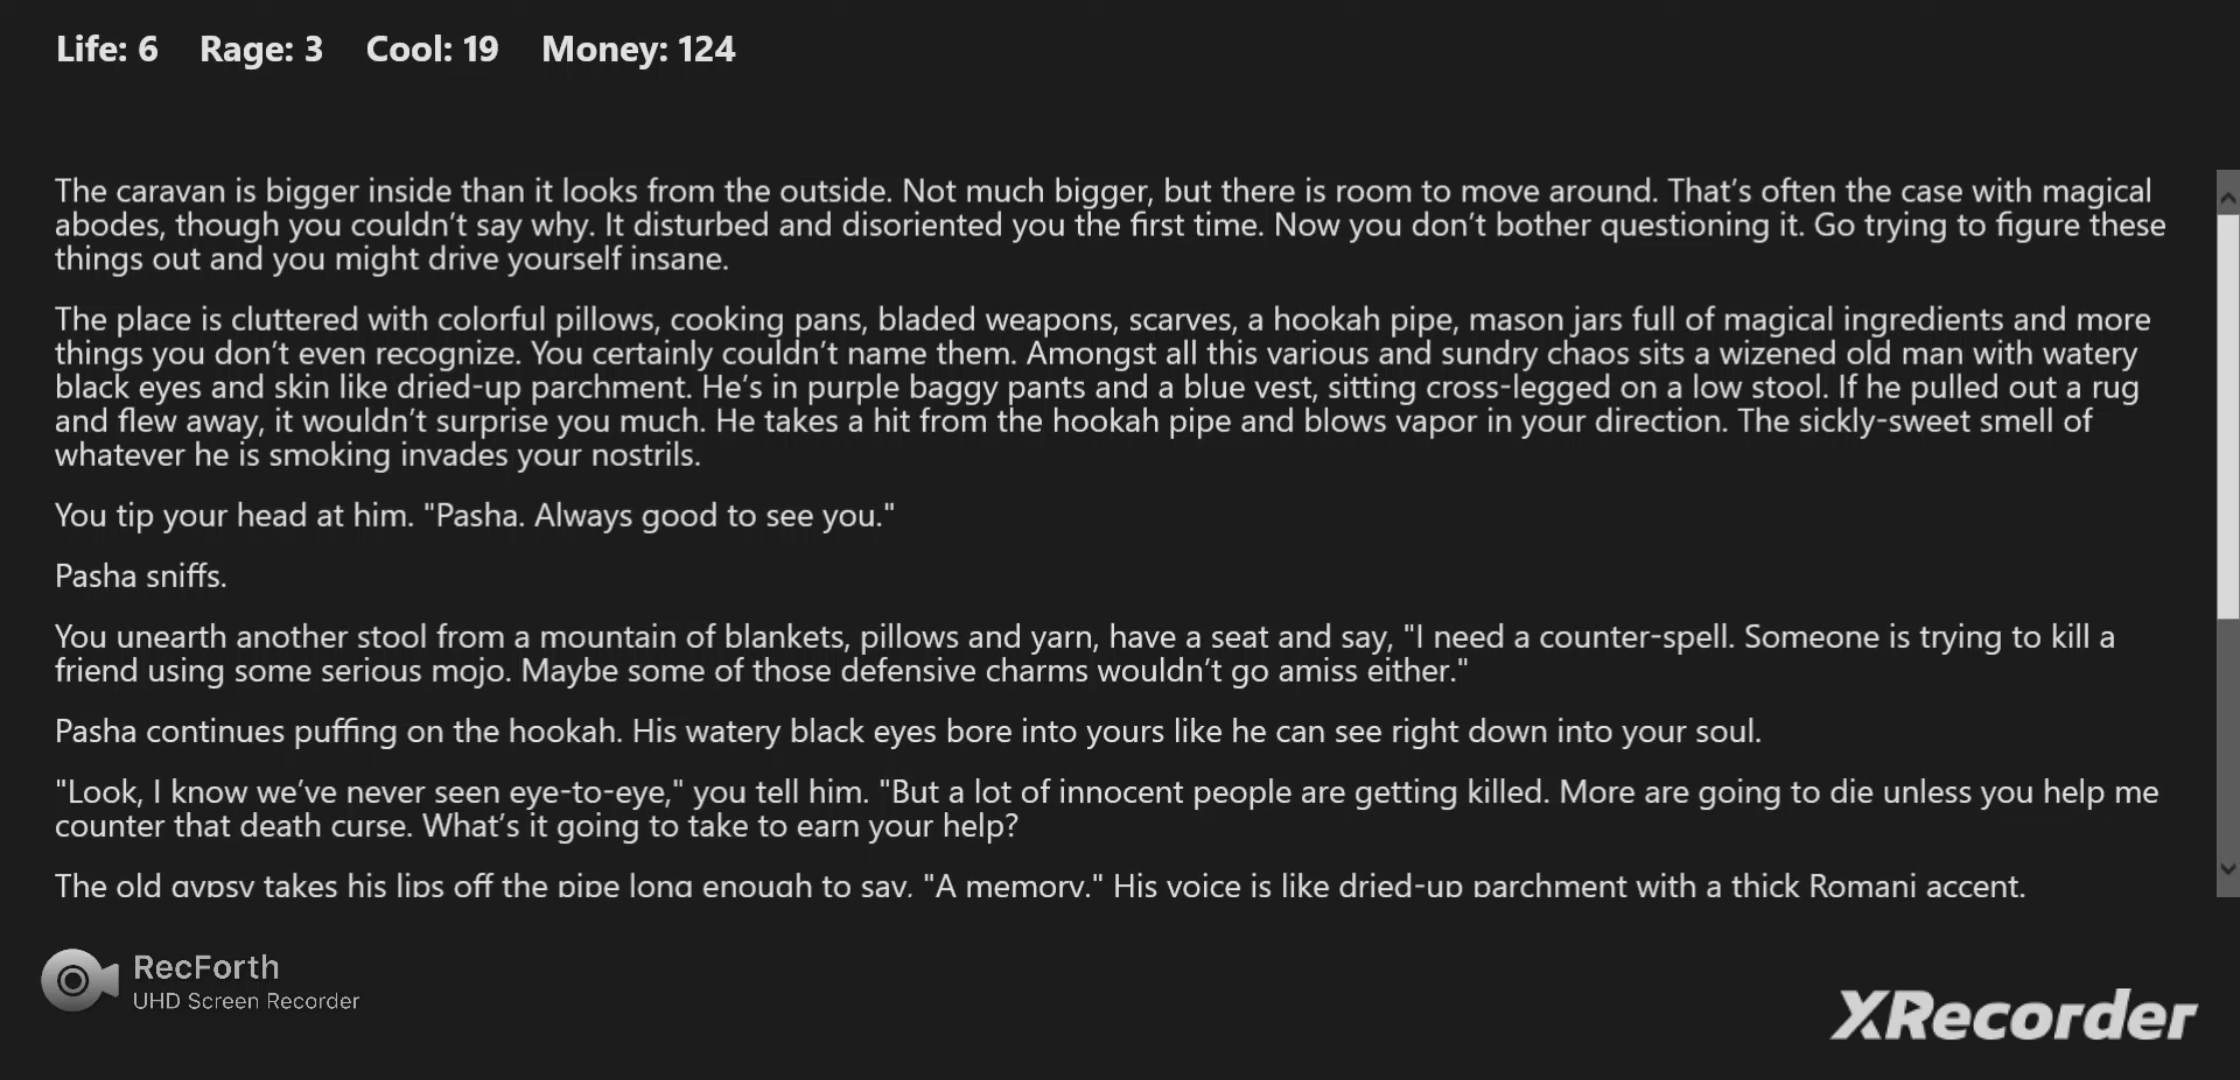 Life: 6 Rage: 3 Cool: 19 Money: 124
The caravan is bigger inside than it looks from the outside. Not much bigger, but there is room to move around. That’s often the case with magical
abodes, though you couldn’t say why. It disturbed and disoriented you the first time. Now you don’t bother questioning it. Go trying to figure these
things out and you might drive yourself insane.
The place is cluttered with colorful pillows, cooking pans, bladed weapons, scarves, a hookah pipe, mason jars full of magical ingredients and more
things you don’t even recognize. You certainly couldn’t name them. Amongst all this various and sundry chaos sits a wizened old man with watery
black eyes and skin like dried-up parchment. He’s in purple baggy pants and a blue vest, sitting cross-legged on a low stool. If he pulled out a rug
and flew away, it wouldn’t surprise you much. He takes a hit from the hookah pipe and blows vapor in your direction. The sickly-sweet smell of
whatever he is smoking invades your nostrils.
You tip your head at him. "Pasha. Always good to see you."
Pasha sniffs.
You unearth another stool from a mountain of blankets, pillows and yarn, have a seat and say, "I need a counter-spell. Someone is trying to kill a
friend using some serious mojo. Maybe some of those defensive charms wouldn’t go amiss either."
Pasha continues puffing on the hookah. His watery black eyes bore into yours like he can see right down into your soul.
"Look, I know we’ve never seen eye-to-eye," you tell him. "But a lot of innocent people are getting killed. More are going to die unless you help me
counter that death curse. What’s it going to take to earn your help?
The old gypsy takes his lips off the pipe long enough to say, "A memory." His voice is like dried-up parchment with a thick Romani accent.
RecForth
UHD Screen Recorder
XRecorder